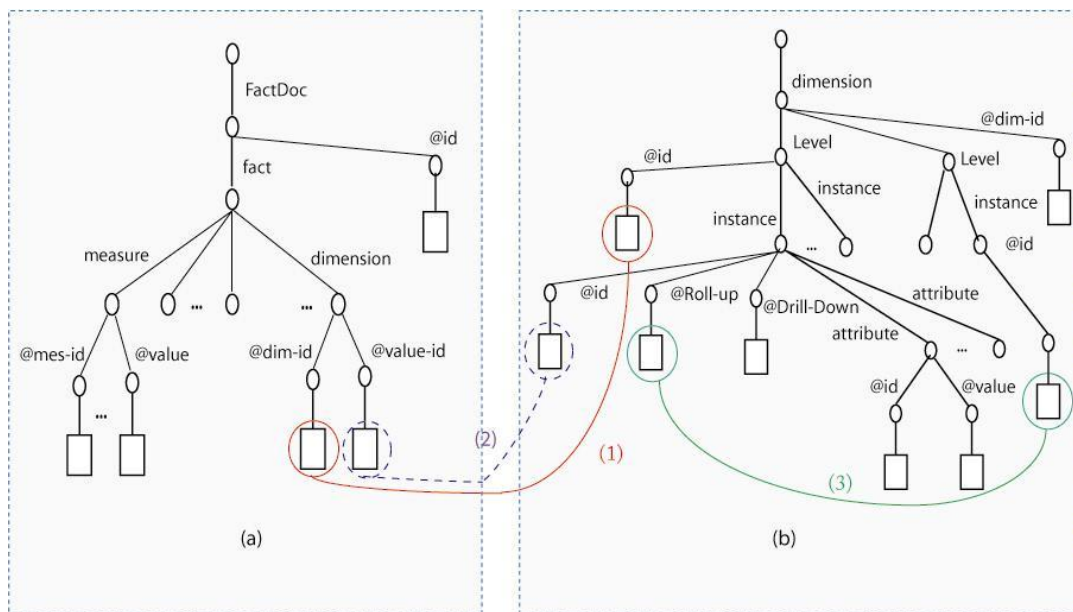 FactDoc
@id
fact
measure
dimension
...
...
@mes-id
@value
@dim-id
@value-id
...
(a)
dimension
@dim-id
Level
Level
@id
instance
instance
instance
...
@id
@id
@Roll-up
@Drill-Down
attribute
attribute
...
@id
@value
(1)
(2)
(3)
(b)